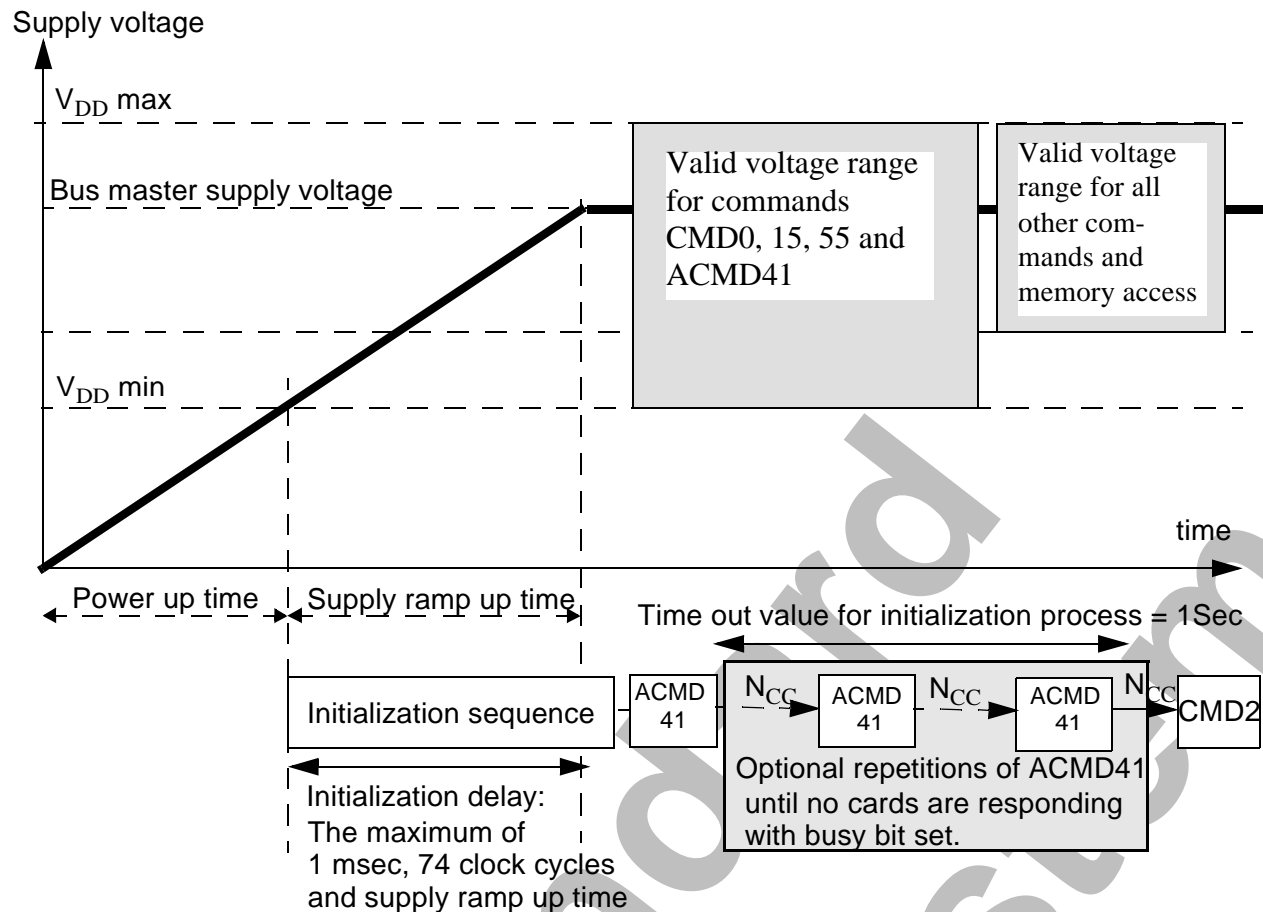 Supply voltage
V_DD max
Bus master supply voltage
V_DD min
Valid voltage range
for commands
CMD0, 15, 55 and
ACMD41
Valid voltage
range for all
other com-
mands and
memory access
time
Power up time
Supply ramp up time
Time out value for initialization process = 1Sec
Initialization sequence
ACMD
41
N_CC
ACMD
41
N_CC
ACMD
41
N_CC
CMD2
Optional repetitions of ACMD41
until no cards are responding
with busy bit set.
Initialization delay:
The maximum of
1 msec, 74 clock cycles
and supply ramp up time